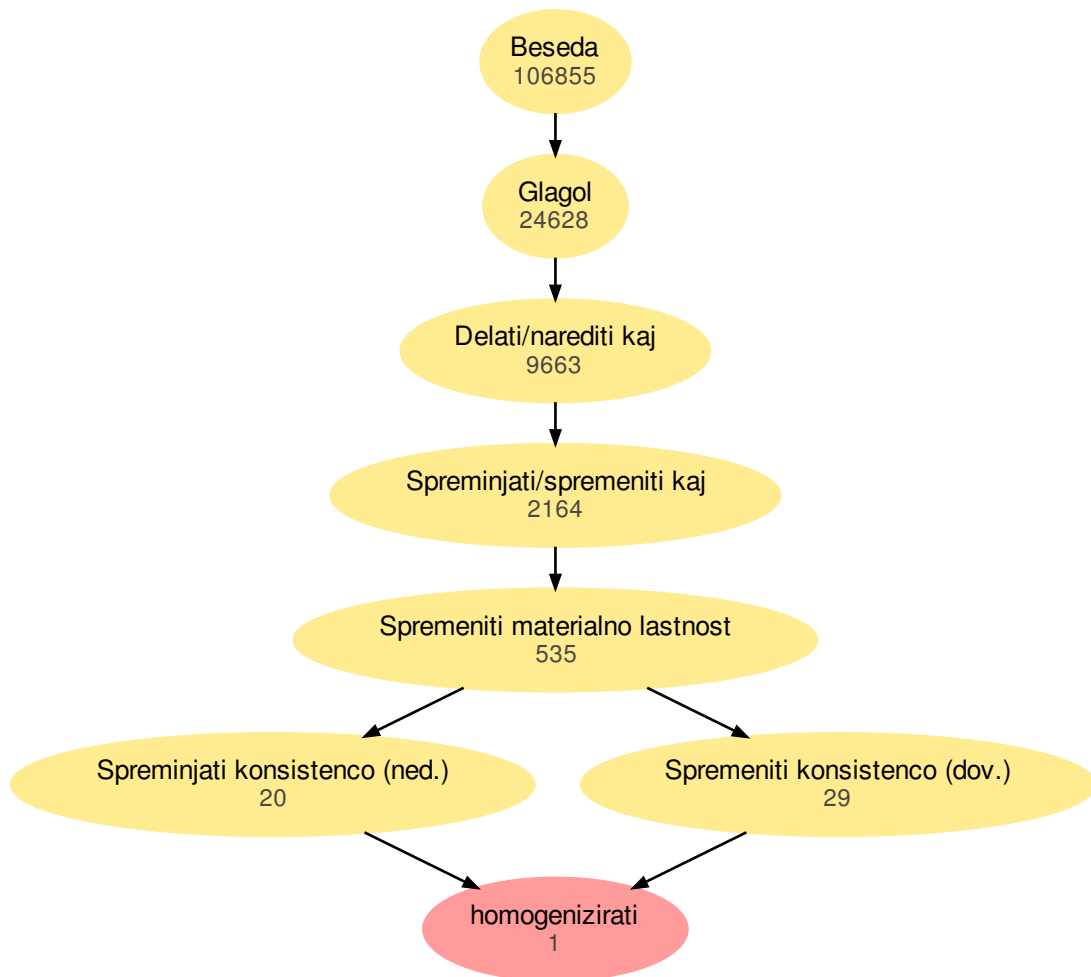 Beseda
106855
Glagol
24628
Delati/narediti kaj
9663
Spreminjati/spremeniti kaj
2164
Spremeniti materialno lastnost
535
Spreminjati konsistenco (ned.)
20
Spremeniti konsistenco (dov.)
29
homogenizirati
1